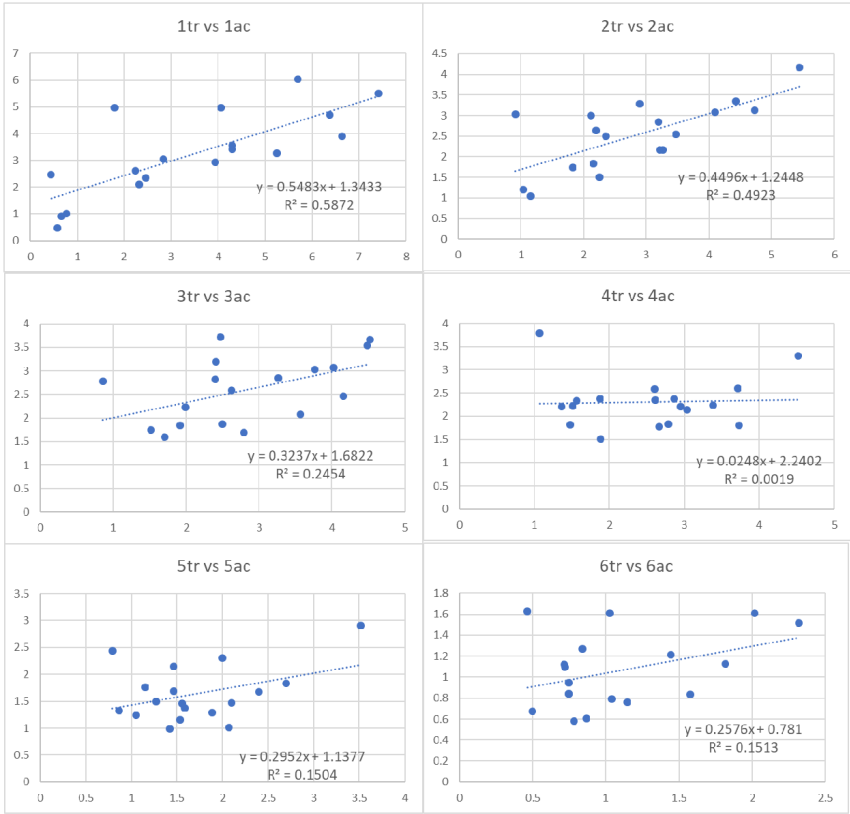 1tr vs 1ac
7
6
5
4
3
2
1
0
y = 0.5483x + 1.3433
R² = 0.5872
0 1 2 3 4 5 6 7 8
2tr vs 2ac
4.5
4
3.5
3
2.5
2
1.5
1
0.5
0
y = 0.4496x + 1.2448
R² = 0.4923
0 1 2 3 4 5 6
3tr vs 3ac
4
3.5
3
2.5
2
1.5
1
0.5
0
y = 0.3237x + 1.6822
R² = 0.2454
0 1 2 3 4 5
4tr vs 4ac
4
3.5
3
2.5
2
1.5
1
0.5
0
y = 0.0248x + 2.2402
R² = 0.0019
0 1 2 3 4 5
5tr vs 5ac
3.5
3
2.5
2
1.5
1
0.5
0
y = 0.2952x + 1.1377
R² = 0.1504
0 0.5 1 1.5 2 2.5 3 3.5 4
6tr vs 6ac
1.8
1.6
1.4
1.2
1
0.8
0.6
0.4
0.2
0
y = 0.2576x + 0.781
R² = 0.1513
0 0.5 1 1.5 2 2.5